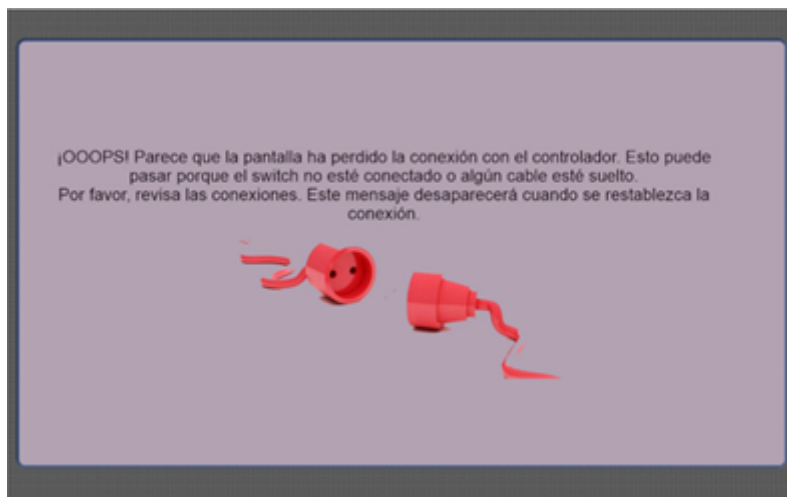 ¡OOOPS! Parece que la pantalla ha perdido la conexión con el controlador. Esto puede
pasar porque el switch no esté conectado o algún cable esté suelto.
Por favor, revisa las conexiones. Este mensaje desaparecerá cuando se restablezca la
conexión.